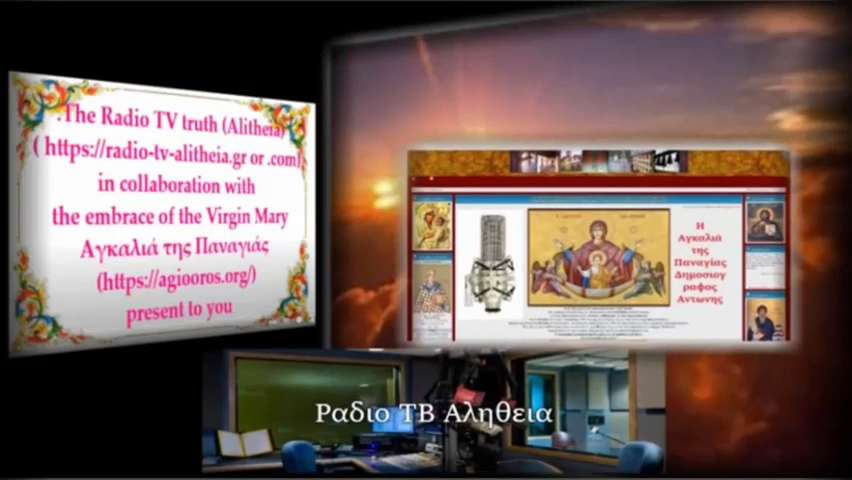 .The Radio TV truth (Alitheia)
( https://radio-tv-alitheia.gr or .com)
in collaboration with
the embrace of the Virgin Mary
Αγκαλιά της Παναγιάς
(https://agiooros.org/)
present to you
Η
Αγκαλιά
της
Παναγίας
Δημοσιογ
ραφος
Αντωνης
Ραδιο ΤΒ Αληθεια